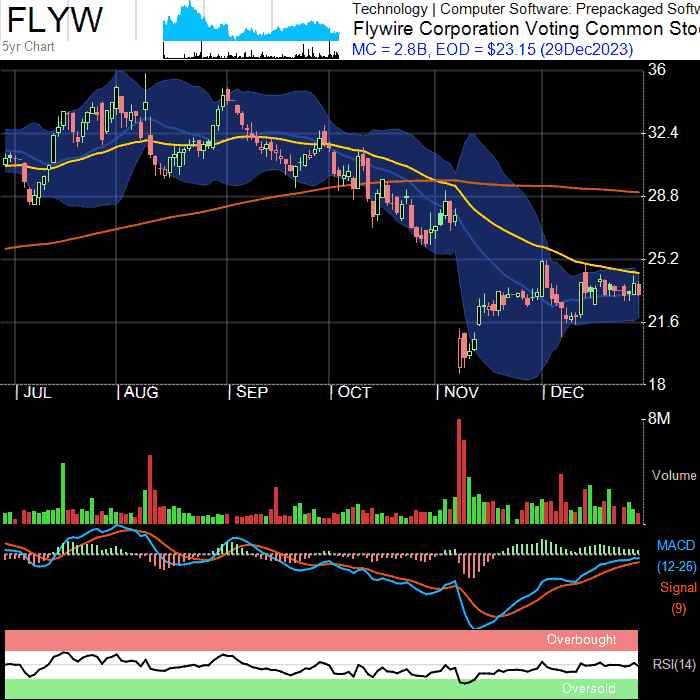 FLYW
5yr Chart
Technology | Computer Software: Prepackaged Softw
Flywire Corporation Voting Common Sto
MC = 2.8B, EOD = $23.15 (29Dec2023)
36
32.4
28.8
25.2
21.6
18
JUL AUG SEP OCT NOV DEC
8M
Volume
MACD
(12-26)
Signal
(9)
Overbought
RSI(14)
Oversold